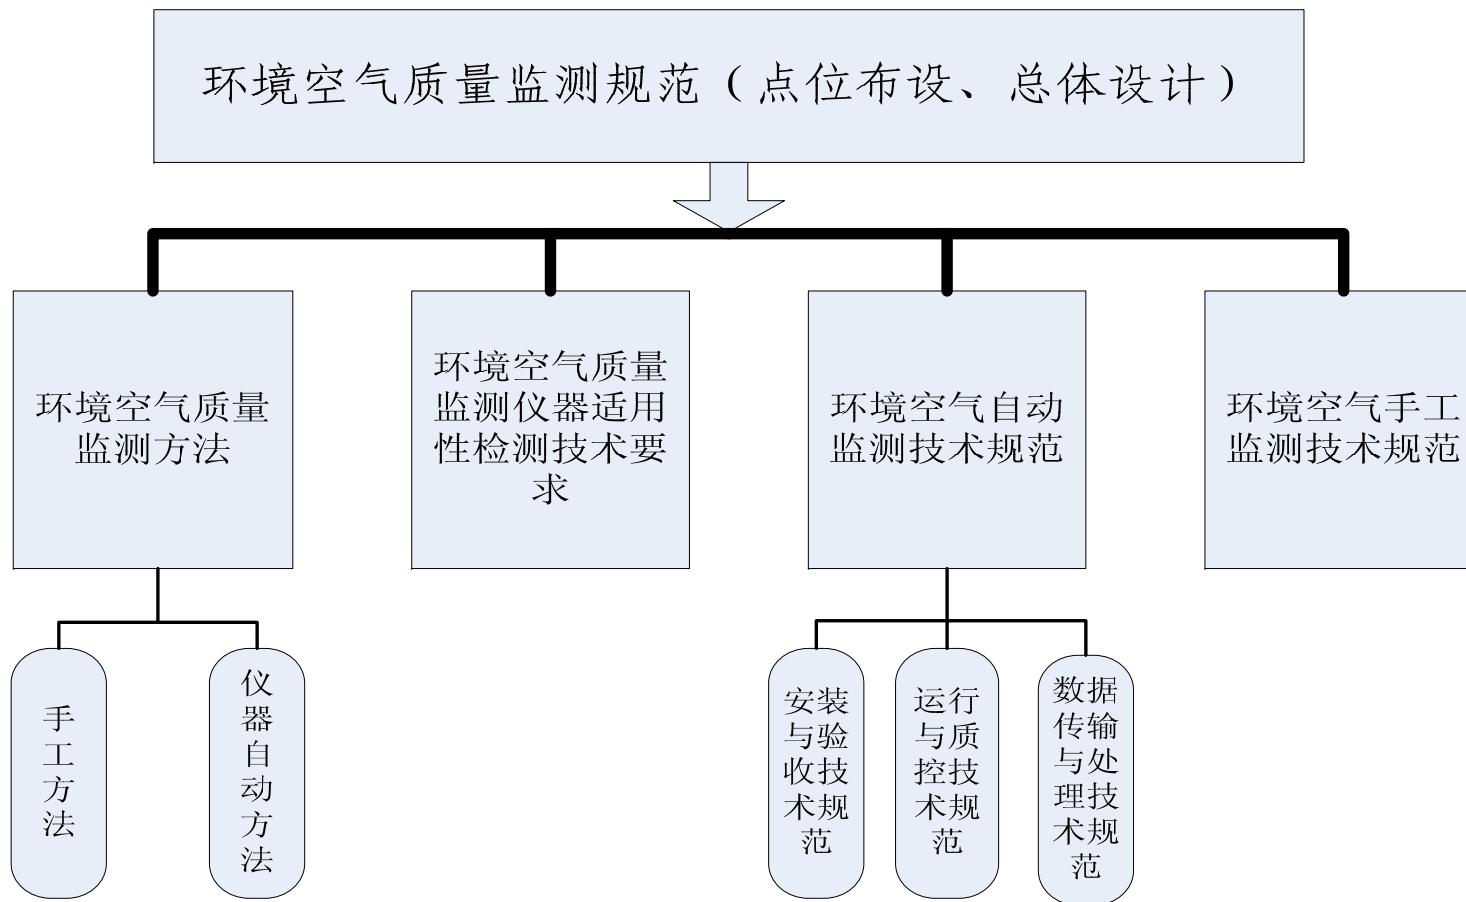 环境空气质量监测规范（点位布设、总体设计）
环境空气质量
监测方法
环境空气质量
监测仪器适用
性检测技术要
求
环境空气自动
监测技术规范
环境空气手工
监测技术规范
手
工
方
法
仪
器
自
动
方
法
安装
与验
收技
术规
范
运行
与质
控技
术规
范
数据
传输
与处
理技
术规
范